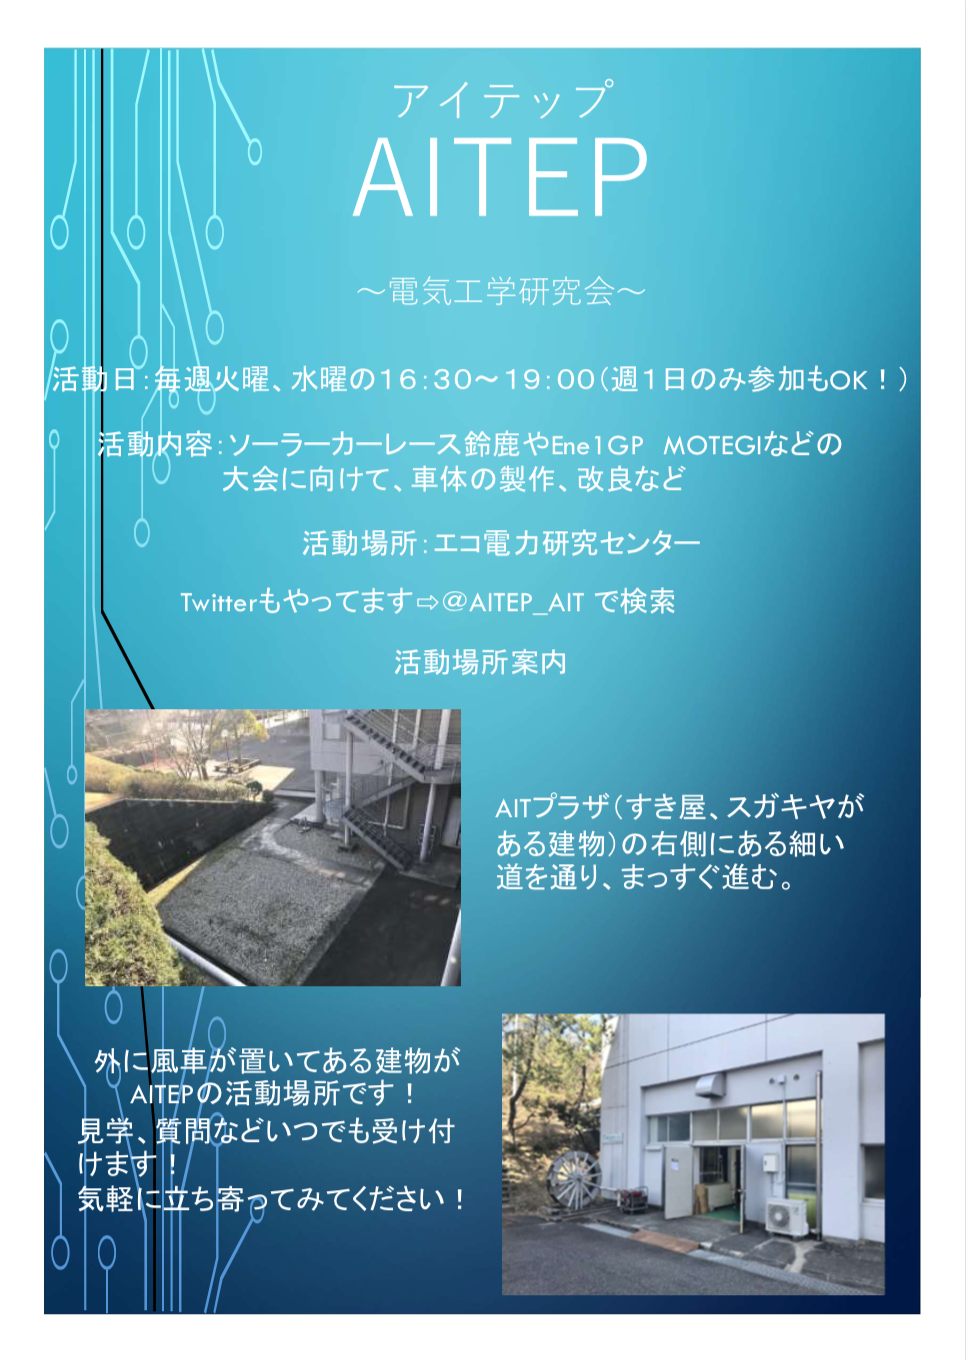 アイテップ
AITEP
～電気工学研究会～
活動日：毎週火曜、水曜の１６：３０～１９：００（週１日のみ参加もOK！）
活動内容：ソーラーカーレース鈴鹿やEne1GP　MOTEGIなどの
大会に向けて、車体の製作、改良など
活動場所：エコ電力研究センター
Twitterもやってます⇨@AITEP_AIT で検索
活動場所案内
AITプラザ（すき屋、スガキヤが
ある建物）の右側にある細い
道を通り、まっすぐ進む。
外に風車が置いてある建物が
AITEPの活動場所です！
見学、質問などいつでも受け付
けます！
気軽に立ち寄ってみてください！